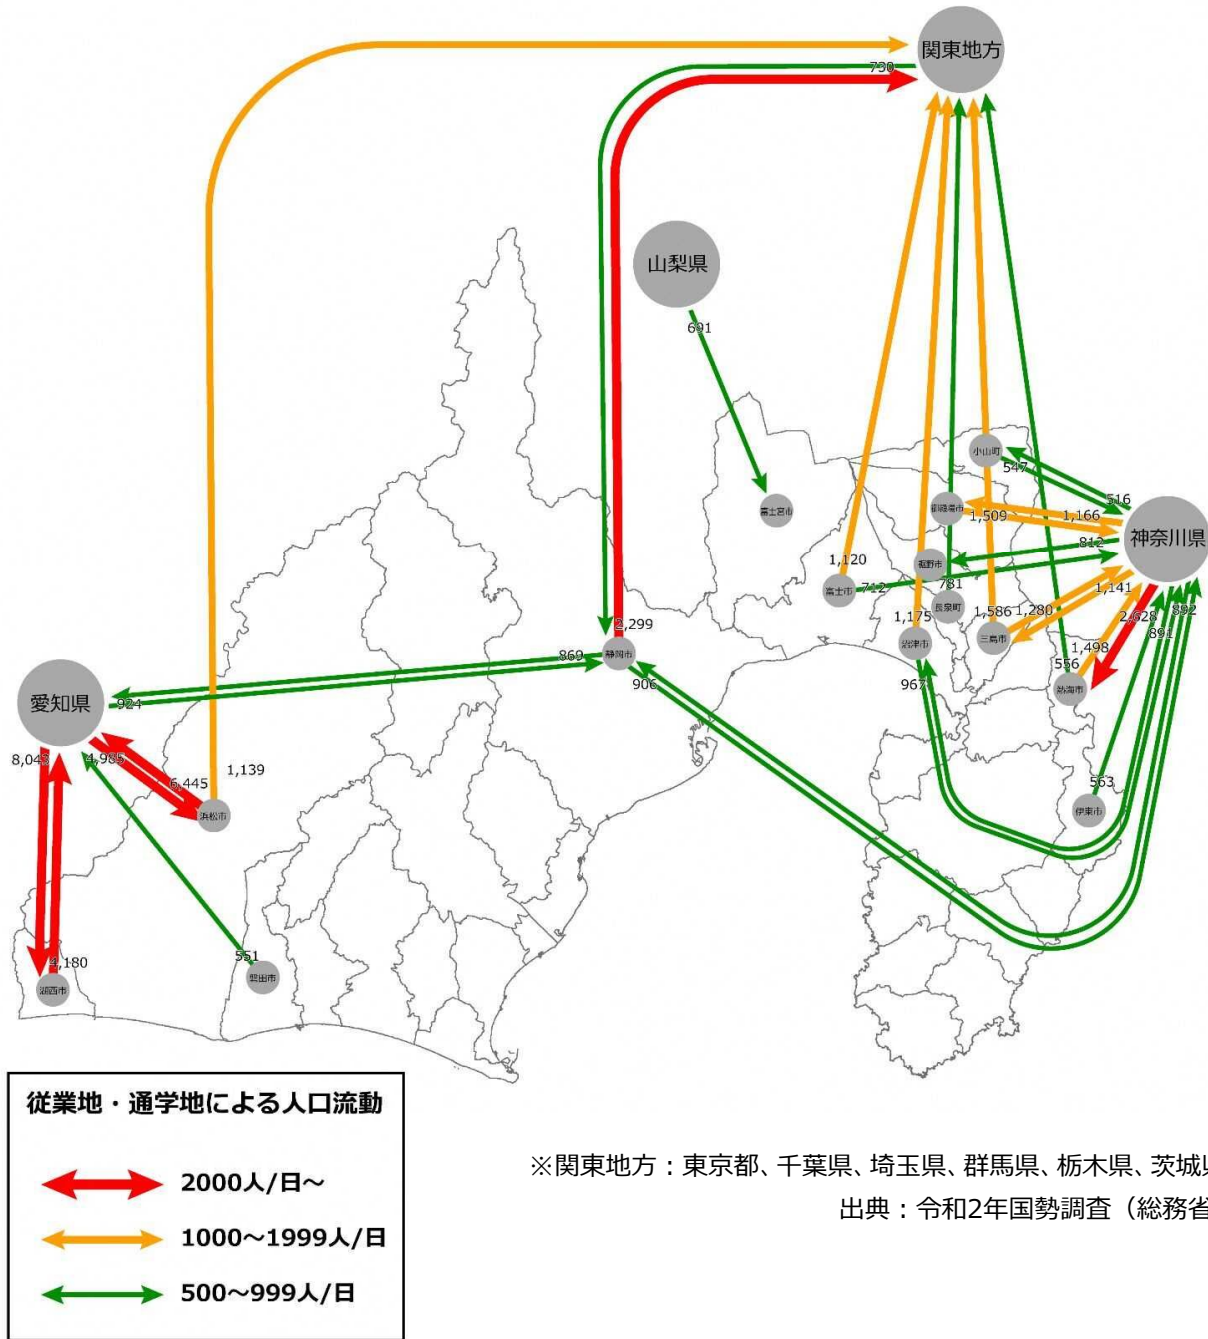 関東地方
730
山梨県
691
小山町
547
516
富士宮市
御殿場市
1,509
1,166
神奈川県
812
裾野市
1,120
富士市
712
781
長泉町
1,175
沼津市
1,586
1,280
三島市
1,141
2,628
891
892
1,498
556
熱海市
2,299
静岡市
869
906
967
愛知県
924
8,043
4,985
6,445
1,139
浜松市
563
伊東市
551
磐田市
4,180
湖西市
従業地・通学地による人口流動
2000人/日～
1000～1999人/日
500～999人/日
※関東地方：東京都、千葉県、埼玉県、群馬県、栃木県、茨城県
出典：令和2年国勢調査（総務省